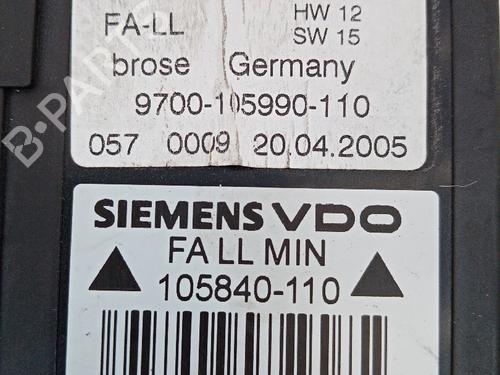 FA-LL
HW 12
SW 15
brose Germany
9700-105990-110
057 0009 20.04.2005
SIEMENS VDO
FA LL MIN
105840-110